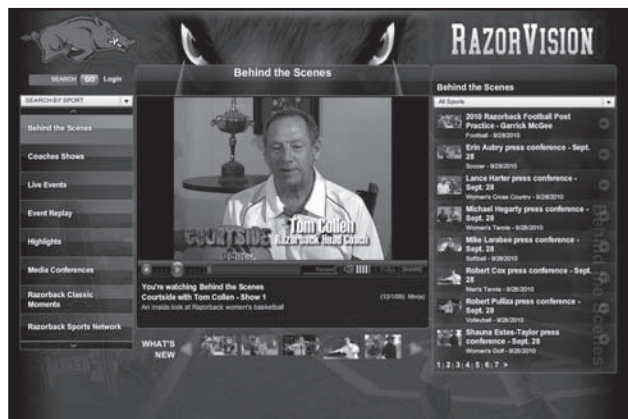 RAZORVISION
SEARCH GO Login
SEARCH BY SPORT
Behind the Scenes
Coaches Shows
Live Events
Event Replay
Highlights
Media Conferences
Razorback Classic
Moments
Razorback Sports Network
Behind the Scenes
Tom Collen
Razorback Head Coach
COURTSIDE
FULL SHARE
You're watching Behind the Scenes
Courtside with Tom Collen - Show 1
An inside look at Razorback women's basketball
WHAT'S
NEW
Behind the Scenes
All Sports
2010 Razorback Football Post
Practice - Garrick McGee
Football - 9/28/2010
Erin Aubry press conference - Sept.
28
Soccer - 9/28/2010
Lance Harter press conference -
Sept. 28
Women's Cross Country - 9/28/2010
Michael Hegarty press conference -
Sept. 28
Women's Tennis - 9/28/2010
Mike Larabee press conference -
Sept. 28
Softball - 9/28/2010
Robert Cox press conference - Sept.
28
Men's Tennis - 9/28/2010
Robert Pulliza press conference -
Sept. 28
Volleyball - 9/28/2010
Shauna Estes-Taylor press
conference - Sept. 28
Women's Golf - 9/28/2010
1|2|3|4|5|6|7 >
Behind the Scenes